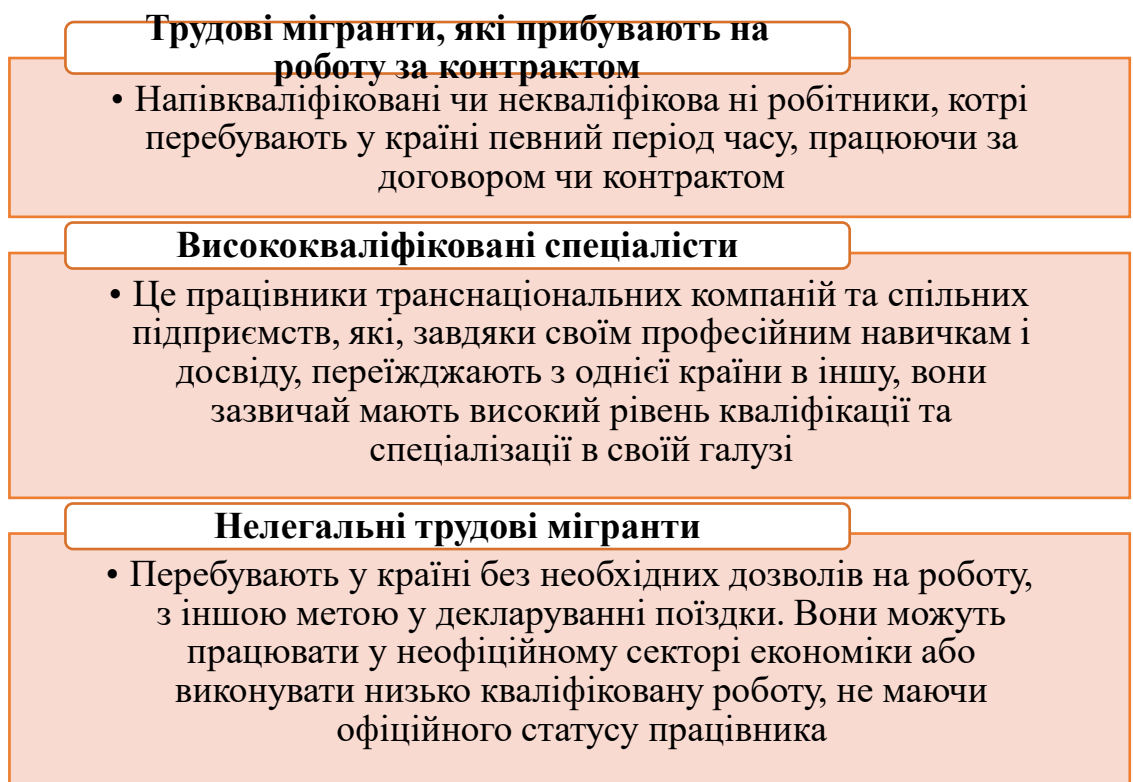 Трудові мігранти, які прибувають на
роботу за контрактом
• Напівкваліфіковані чи некваліфікова ні робітники, котрі
перебувають у країні певний період часу, працюючи за
договором чи контрактом
Висококваліфіковані спеціалісти
• Це працівники транснаціональних компаній та спільних
підприємств, які, завдяки своїм професійним навичкам і
досвіду, переїжджають з однієї країни в іншу, вони
зазвичай мають високий рівень кваліфікації та
спеціалізації в своїй галузі
Нелегальні трудові мігранти
• Перебувають у країні без необхідних дозволів на роботу,
з іншою метою у декларуванні поїздки. Вони можуть
працювати у неофіційному секторі економіки або
виконувати низько кваліфіковану роботу, не маючи
офіційного статусу працівника